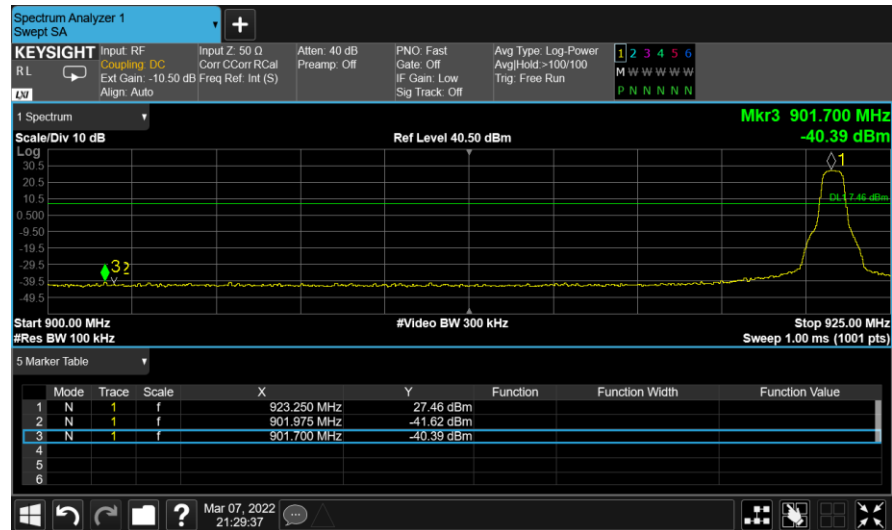 Spectrum Analyzer 1
Swept SA
+
KEYSIGHT Input: RF Input Z: 50 Ω Atten: 40 dB PNO: Fast Avg Type: Log-Power 1 2 3 4 5 6
RL Coupling: DC Corr CCorr RCal Preamp: Off Gate: Off Avg|Hold:>100/100 M W W W W W
Ext Gain: -10.50 dB Freq Ref: Int (S) IF Gain: Low Trig: Free Run
LXI Align: Auto Sig Track: Off P N N N N N
1 Spectrum Mkr3 901.700 MHz
Scale/Div 10 dB Ref Level 40.50 dBm -40.39 dBm
Log
30.5
20.5
10.5
0.500
-9.50
-19.5
-29.5
-39.5
-49.5
1
DL1 7.46 dBm
3 2
Start 900.00 MHz #Video BW 300 kHz Stop 925.00 MHz
#Res BW 100 kHz Sweep 1.00 ms (1001 pts)
5 Marker Table
Mode Trace Scale X Y Function Function Width Function Value
1 N 1 f 923.250 MHz 27.46 dBm
2 N 1 f 901.975 MHz -41.62 dBm
3 N 1 f 901.700 MHz -40.39 dBm
4
5
6
? Mar 07, 2022
21:29:37